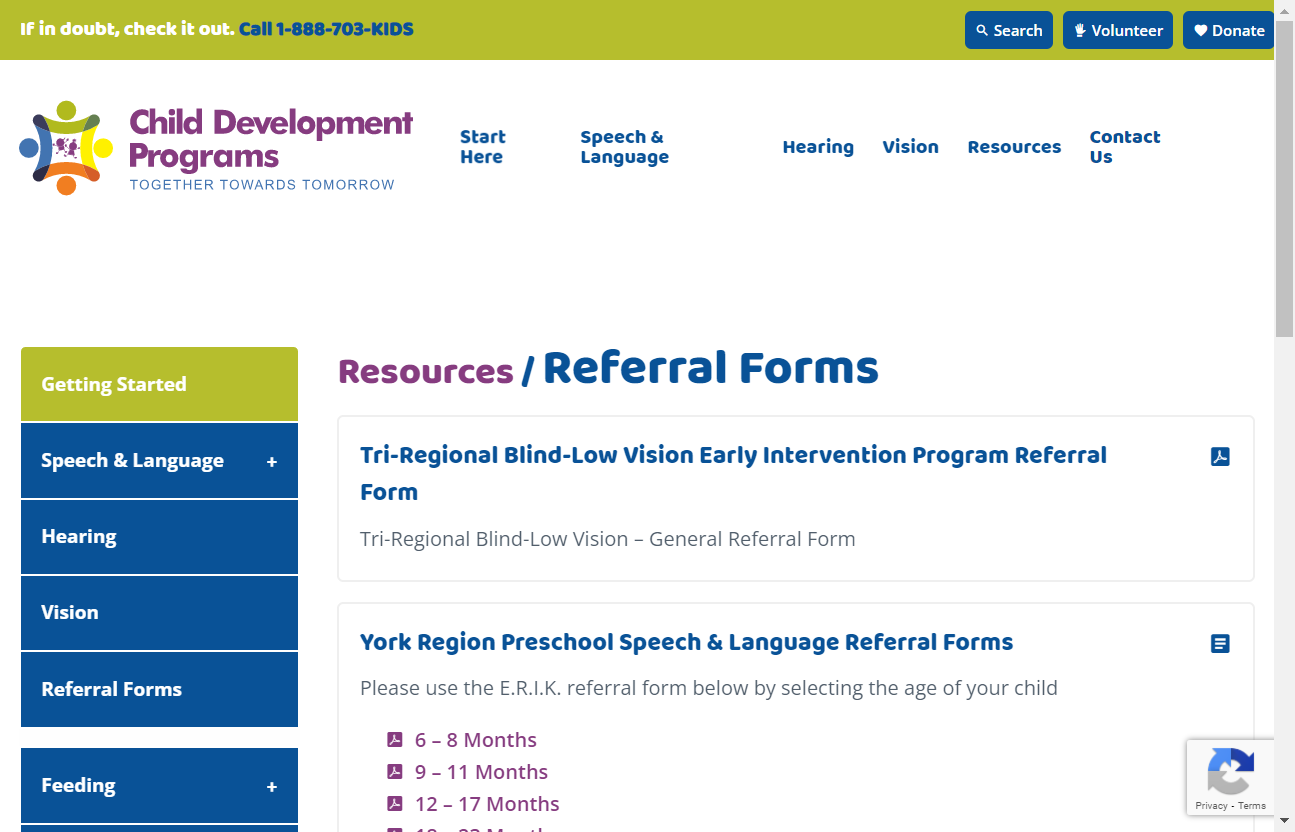 If in doubt, check it out. Call 1-888-703-KIDS
Search
Volunteer
Donate
Child Development
Programs
TOGETHER TOWARDS TOMORROW
Start
Here
Speech &
Language
Hearing
Vision
Resources
Contact
Us
Getting Started
Speech & Language +
Hearing
Vision
Referral Forms
Feeding +
Resources / Referral Forms
Tri-Regional Blind-Low Vision Early Intervention Program Referral
Form
Tri-Regional Blind-Low Vision – General Referral Form
York Region Preschool Speech & Language Referral Forms
Please use the E.R.I.K. referral form below by selecting the age of your child
6 – 8 Months
9 – 11 Months
12 – 17 Months
Privacy - Terms